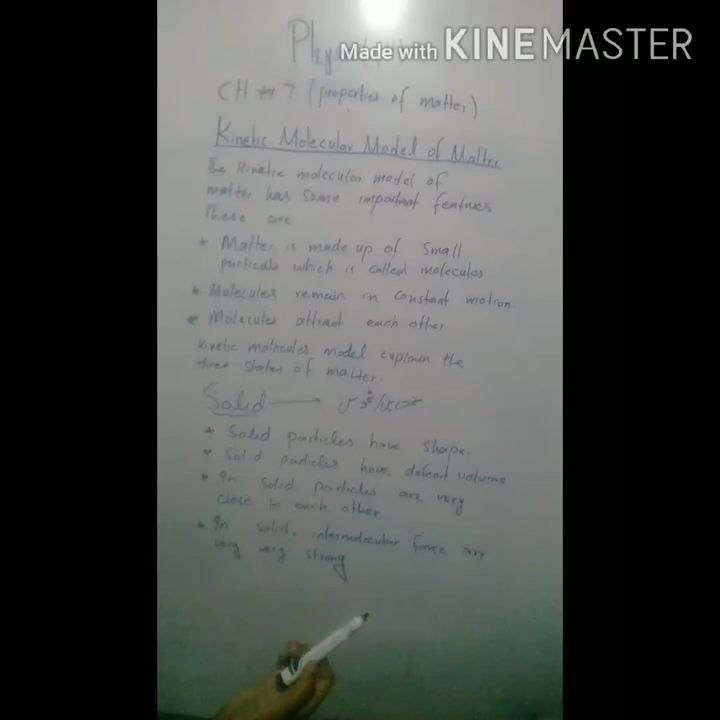 Made with KINEMASTER
CH # 7 (properties of matter)
Kinetic Molecular Model of Matter
The Kinetic molecular model of
matter has some important
These are
* Matter is made up of Small
which is called molecules
* Molecules remain in constant motion.
* Molecules attract each other
Kinetic molecules model explain the
three states of matter.
Solid
* Solid particles have shape.
* Solid particles have volume
* In solid particles are very
close to each other
* In solid. intermolecular force are
very very strong